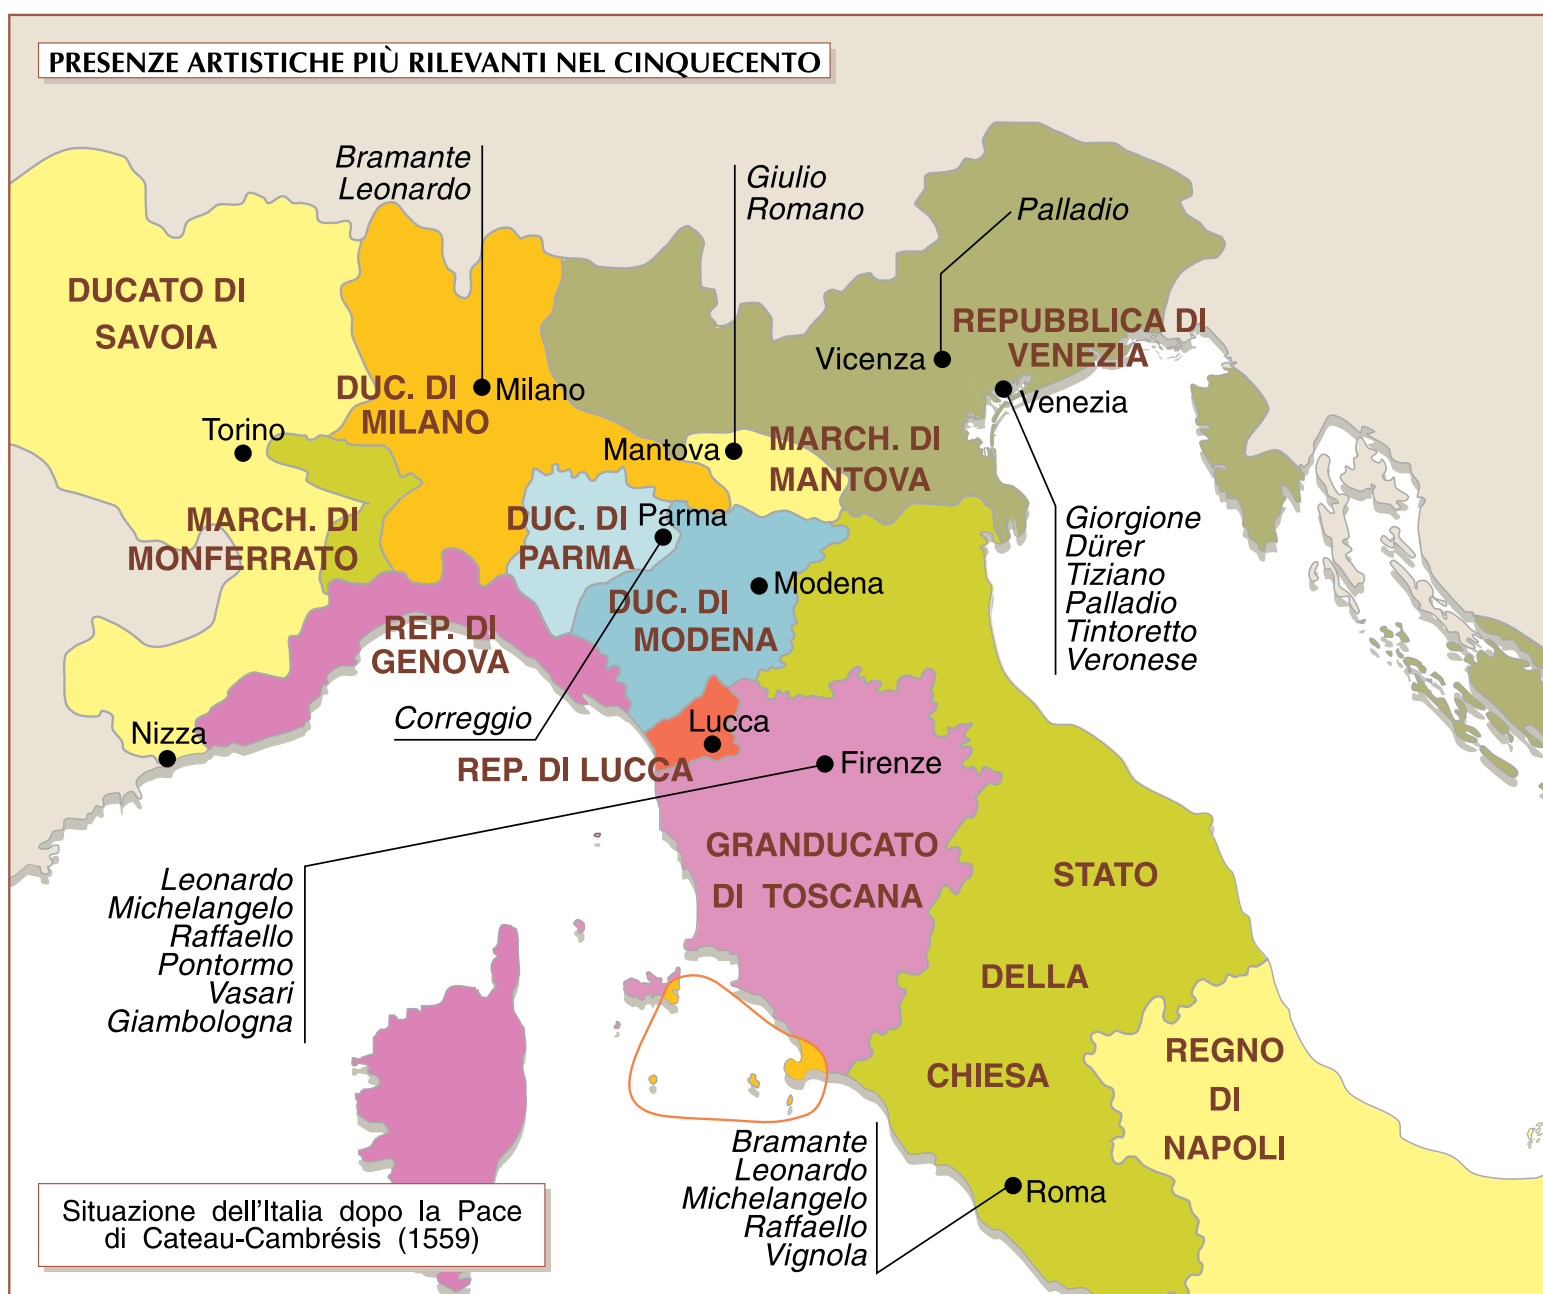 PRESENZE ARTISTICHE PIÙ RILEVANTI NEL CINQUECENTO
Bramante
Leonardo
Giulio
Romano
Palladio
DUCATO DI
SAVOIA
REPUBBLICA DI
VENEZIA
Vicenza
Venezia
DUC. DI
MILANO
Milano
Torino
Mantova
MARCH. DI
MANTOVA
MARCH. DI
MONFERRATO
DUC. DI
PARMA
Parma
Giorgione
Dürer
Tiziano
Palladio
Tintoretto
Veronese
DUC. DI
MODENA
Modena
REP. DI
GENOVA
Correggio
Nizza
Lucca
REP. DI LUCCA
Firenze
GRANDUCATO
DI TOSCANA
Leonardo
Michelangelo
Raffaello
Pontormo
Vasari
Giambologna
STATO
DELLA
CHIESA
REGNO
DI
NAPOLI
Bramante
Leonardo
Michelangelo
Raffaello
Vignola
Roma
Situazione dell'Italia dopo la Pace
di Cateau-Cambrésis (1559)